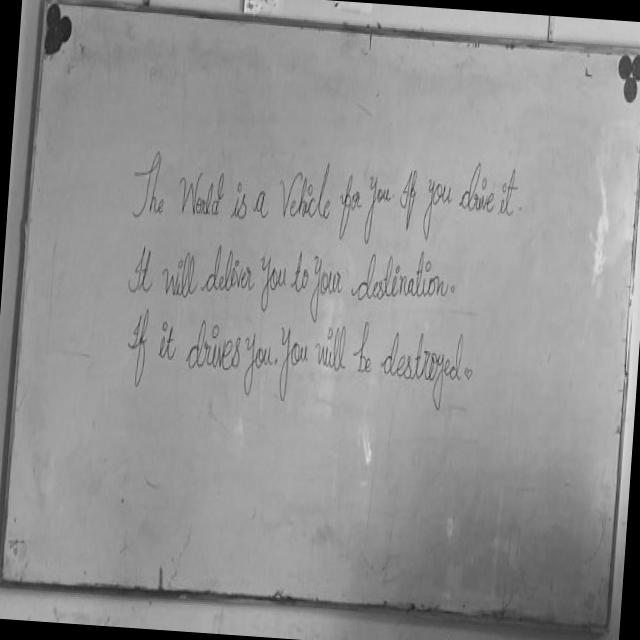 The World is a Vehicle for you If you drive it.
It will deliver you to your destination.
If it drives you. you will be destroyed.